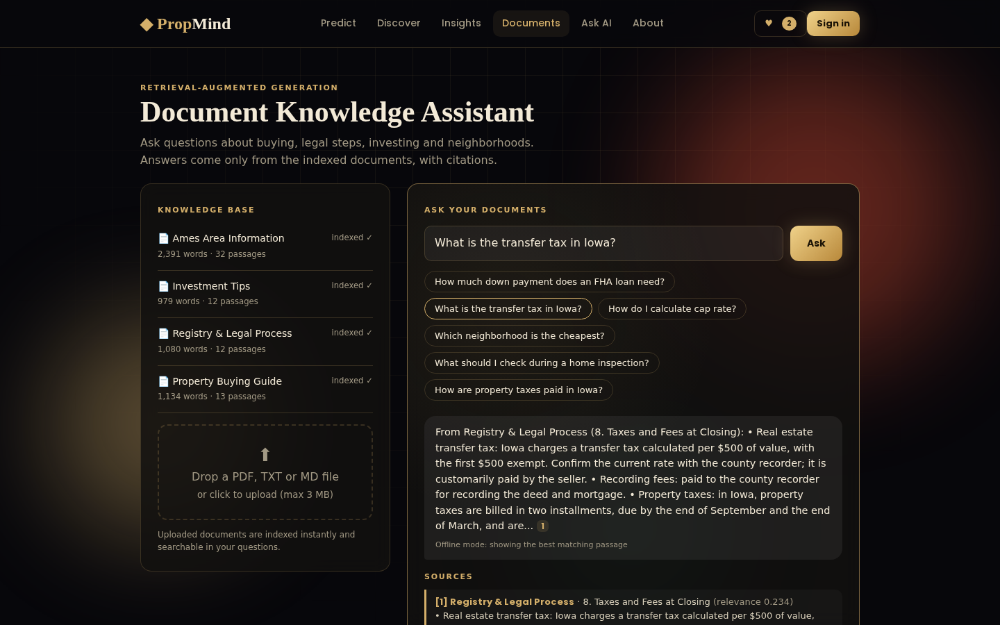 ◆ PropMind
Predict Discover Insights Documents Ask AI About
♥ 2 Sign in
RETRIEVAL-AUGMENTED GENERATION
Document Knowledge Assistant
Ask questions about buying, legal steps, investing and neighborhoods.
Answers come only from the indexed documents, with citations.
KNOWLEDGE BASE
📄 Ames Area Information indexed ✓
2,391 words · 32 passages
📄 Investment Tips indexed ✓
979 words · 12 passages
📄 Registry & Legal Process indexed ✓
1,080 words · 12 passages
📄 Property Buying Guide indexed ✓
1,134 words · 13 passages
⬆
Drop a PDF, TXT or MD file
or click to upload (max 3 MB)
Uploaded documents are indexed instantly and
searchable in your questions.
ASK YOUR DOCUMENTS
What is the transfer tax in Iowa? Ask
How much down payment does an FHA loan need?
What is the transfer tax in Iowa? How do I calculate cap rate?
Which neighborhood is the cheapest?
What should I check during a home inspection?
How are property taxes paid in Iowa?
From Registry & Legal Process (8. Taxes and Fees at Closing): • Real estate
transfer tax: Iowa charges a transfer tax calculated per $500 of value, with
the first $500 exempt. Confirm the current rate with the county recorder; it is
customarily paid by the seller. • Recording fees: paid to the county recorder
for recording the deed and mortgage. • Property taxes: in Iowa, property
taxes are billed in two installments, due by the end of September and the end
of March, and are... 1
Offline mode: showing the best matching passage
SOURCES
[1] Registry & Legal Process · 8. Taxes and Fees at Closing (relevance 0.234)
• Real estate transfer tax: Iowa charges a transfer tax calculated per $500 of value,